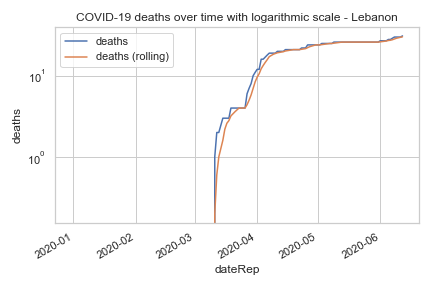 COVID-19 deaths over time with logarithmic scale - Lebanon
deaths
deaths (rolling)
10¹
10⁰
deaths
2020-01
2020-02
2020-03
2020-04
2020-05
2020-06
dateRep